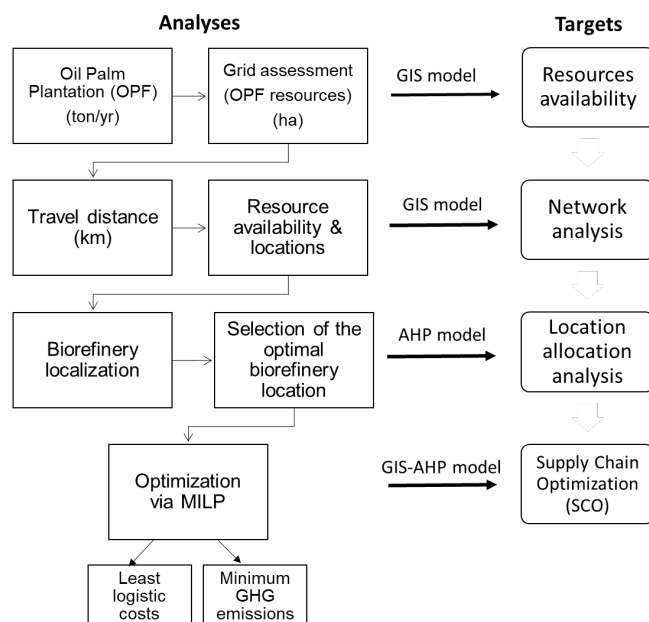 Analyses
Targets
Oil Palm
Plantation (OPF)
(ton/yr)
Grid assessment
(OPF resources)
(ha)
GIS model
Resources
availability
Travel distance
(km)
Resource
availability &
locations
GIS model
Network
analysis
Biorefinery
localization
Selection of the
optimal
biorefinery
location
AHP model
Location
allocation
analysis
Optimization
via MILP
GIS-AHP model
Supply Chain
Optimization
(SCO)
Least
logistic
costs
Minimum
GHG
emissions